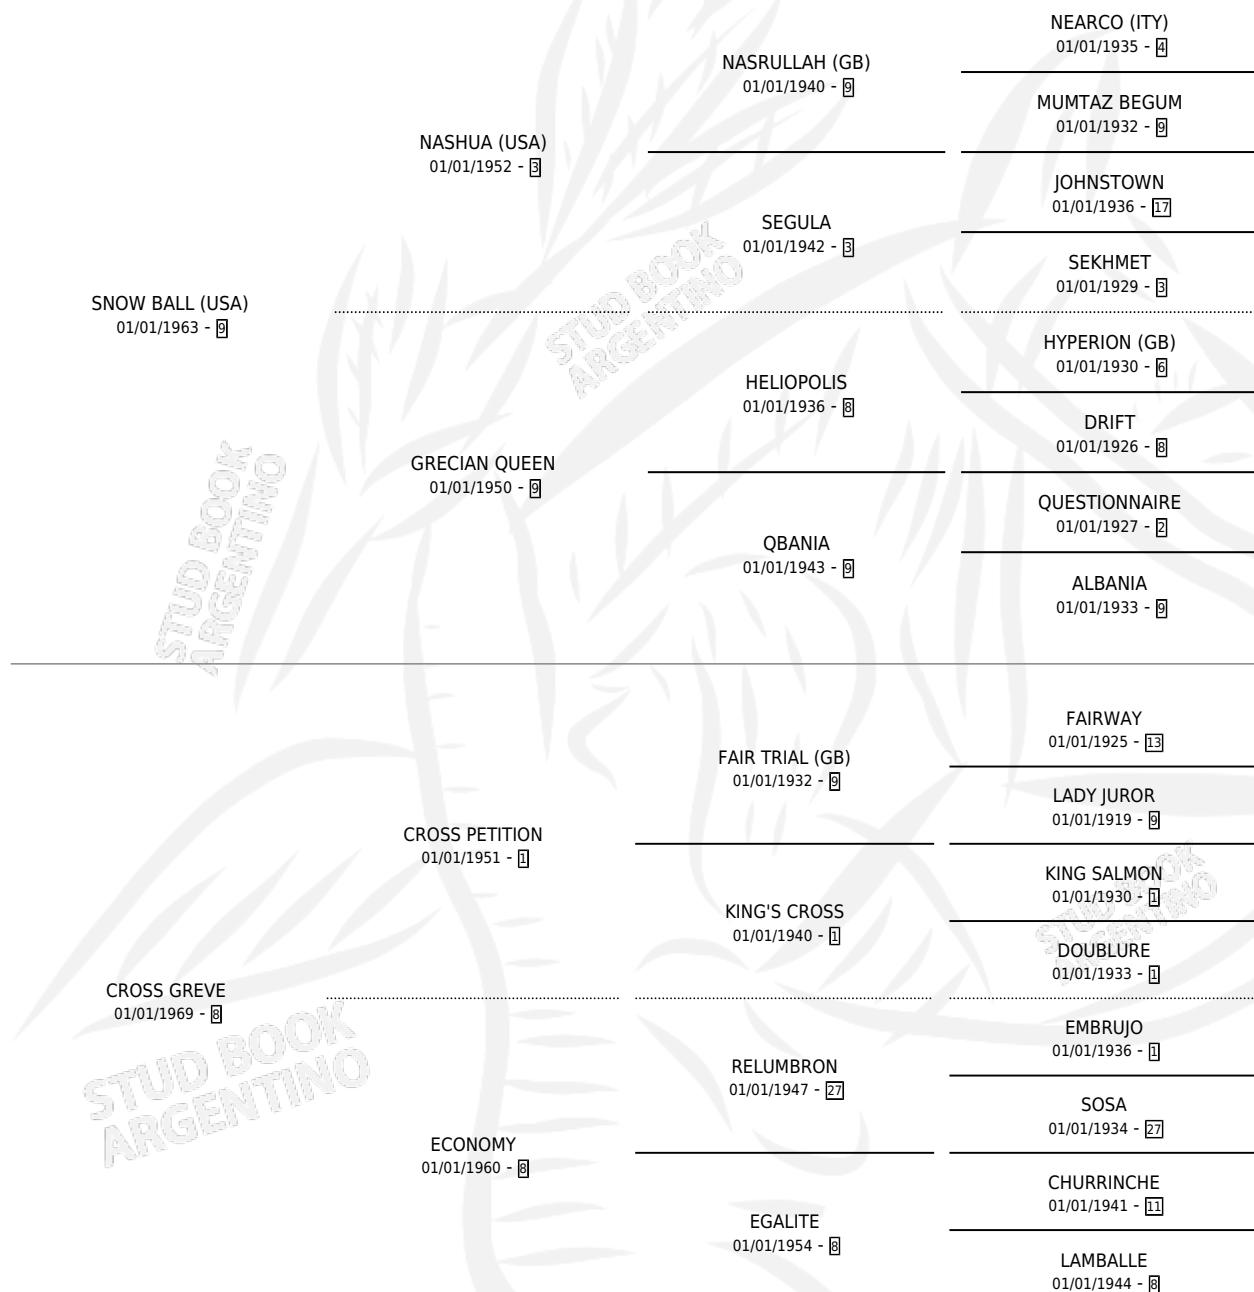 NEARCO (ITY)
01/01/1935 - 4
NASRULLAH (GB)
01/01/1940 - 9
MUMTAZ BEGUM
01/01/1932 - 9
NASHUA (USA)
01/01/1952 - 3
JOHNSTOWN
01/01/1936 - 17
SEGULA
01/01/1942 - 3
SEKHMET
01/01/1929 - 3
SNOW BALL (USA)
01/01/1963 - 9
HYPERION (GB)
01/01/1930 - 6
HELIOPOLIS
01/01/1936 - 8
DRIFT
01/01/1926 - 8
GRECIAN QUEEN
01/01/1950 - 9
QUESTIONNAIRE
01/01/1927 - 2
QBANIA
01/01/1943 - 9
ALBANIA
01/01/1933 - 9
FAIRWAY
01/01/1925 - 13
FAIR TRIAL (GB)
01/01/1932 - 9
LADY JUROR
01/01/1919 - 9
CROSS PETITION
01/01/1951 - 1
KING SALMON
01/01/1930 - 1
KING'S CROSS
01/01/1940 - 1
DOUBLURE
01/01/1933 - 1
CROSS GREVE
01/01/1969 - 8
EMBRUJO
01/01/1936 - 1
RELUMBRON
01/01/1947 - 27
SOSA
01/01/1934 - 27
ECONOMY
01/01/1960 - 8
CHURRINCHE
01/01/1941 - 11
EGALITE
01/01/1954 - 8
LAMBALLE
01/01/1944 - 8
STUD BOOK
ARGENTINO
STUD BOOK
ARGENTINO
STUD BOOK
ARGENTINO
STUD BOOK
ARGENTINO